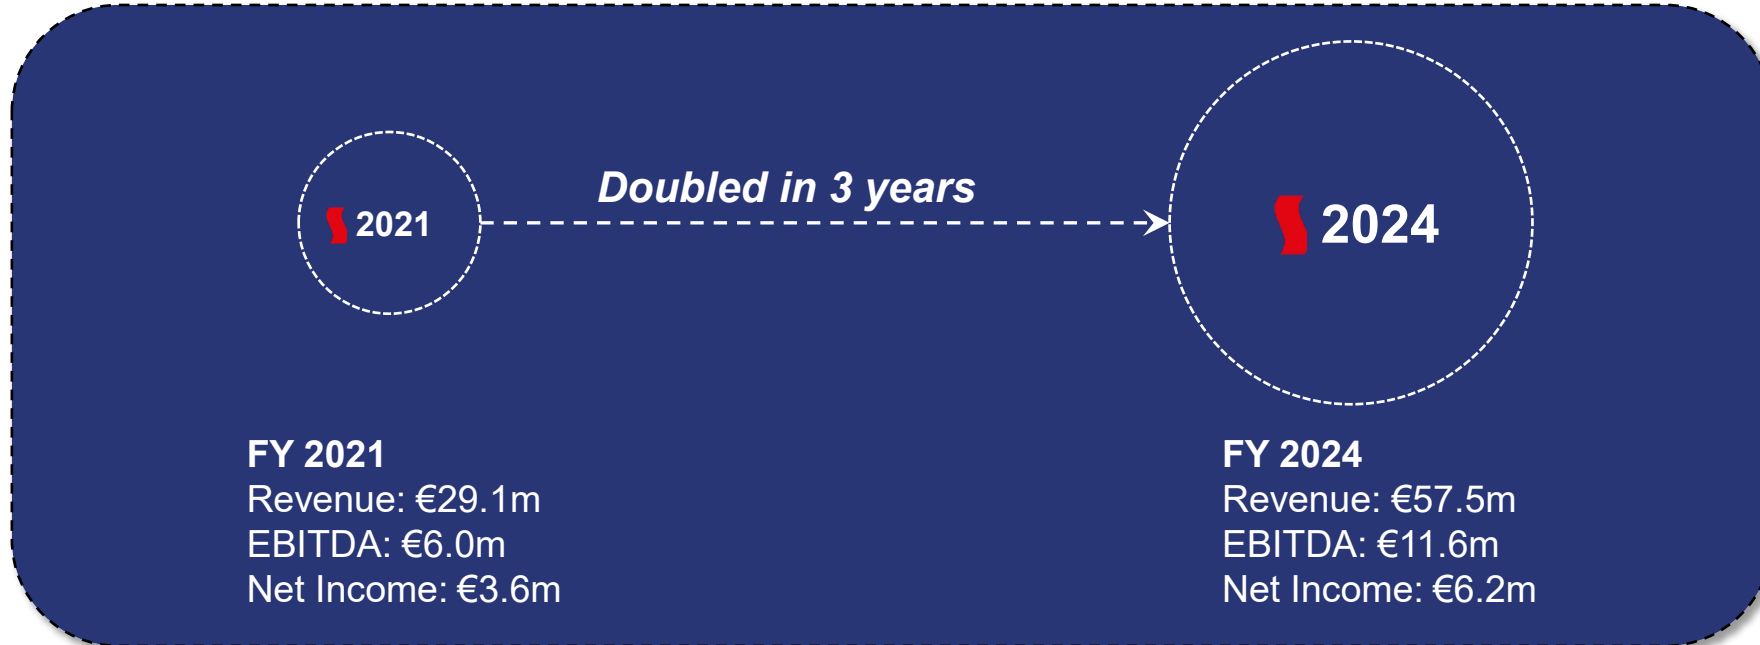 2021
Doubled in 3 years
2024
FY 2021
Revenue: €29.1m
EBITDA: €6.0m
Net Income: €3.6m
FY 2024
Revenue: €57.5m
EBITDA: €11.6m
Net Income: €6.2m